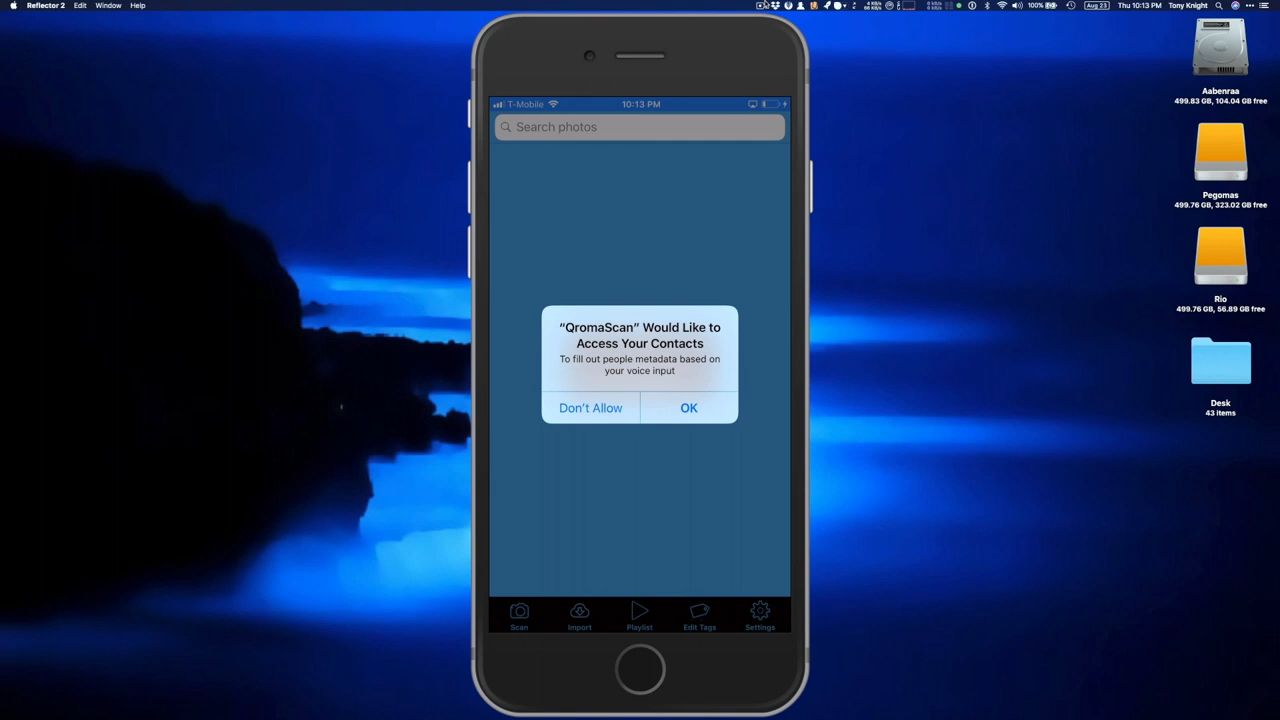 Reflector 2 Edit Window Help
100% Aug 23 Thu 10:13 PM Tony Knight
T-Mobile 10:13 PM
Search photos
“QromaScan” Would Like to
Access Your Contacts
To fill out people metadata based on
your voice input
Don’t Allow OK
Scan Import Playlist Edit Tags Settings
Aabenraa
499.83 GB, 104.04 GB free
Pegomas
499.76 GB, 323.02 GB free
Rio
499.76 GB, 56.89 GB free
Desk
43 items